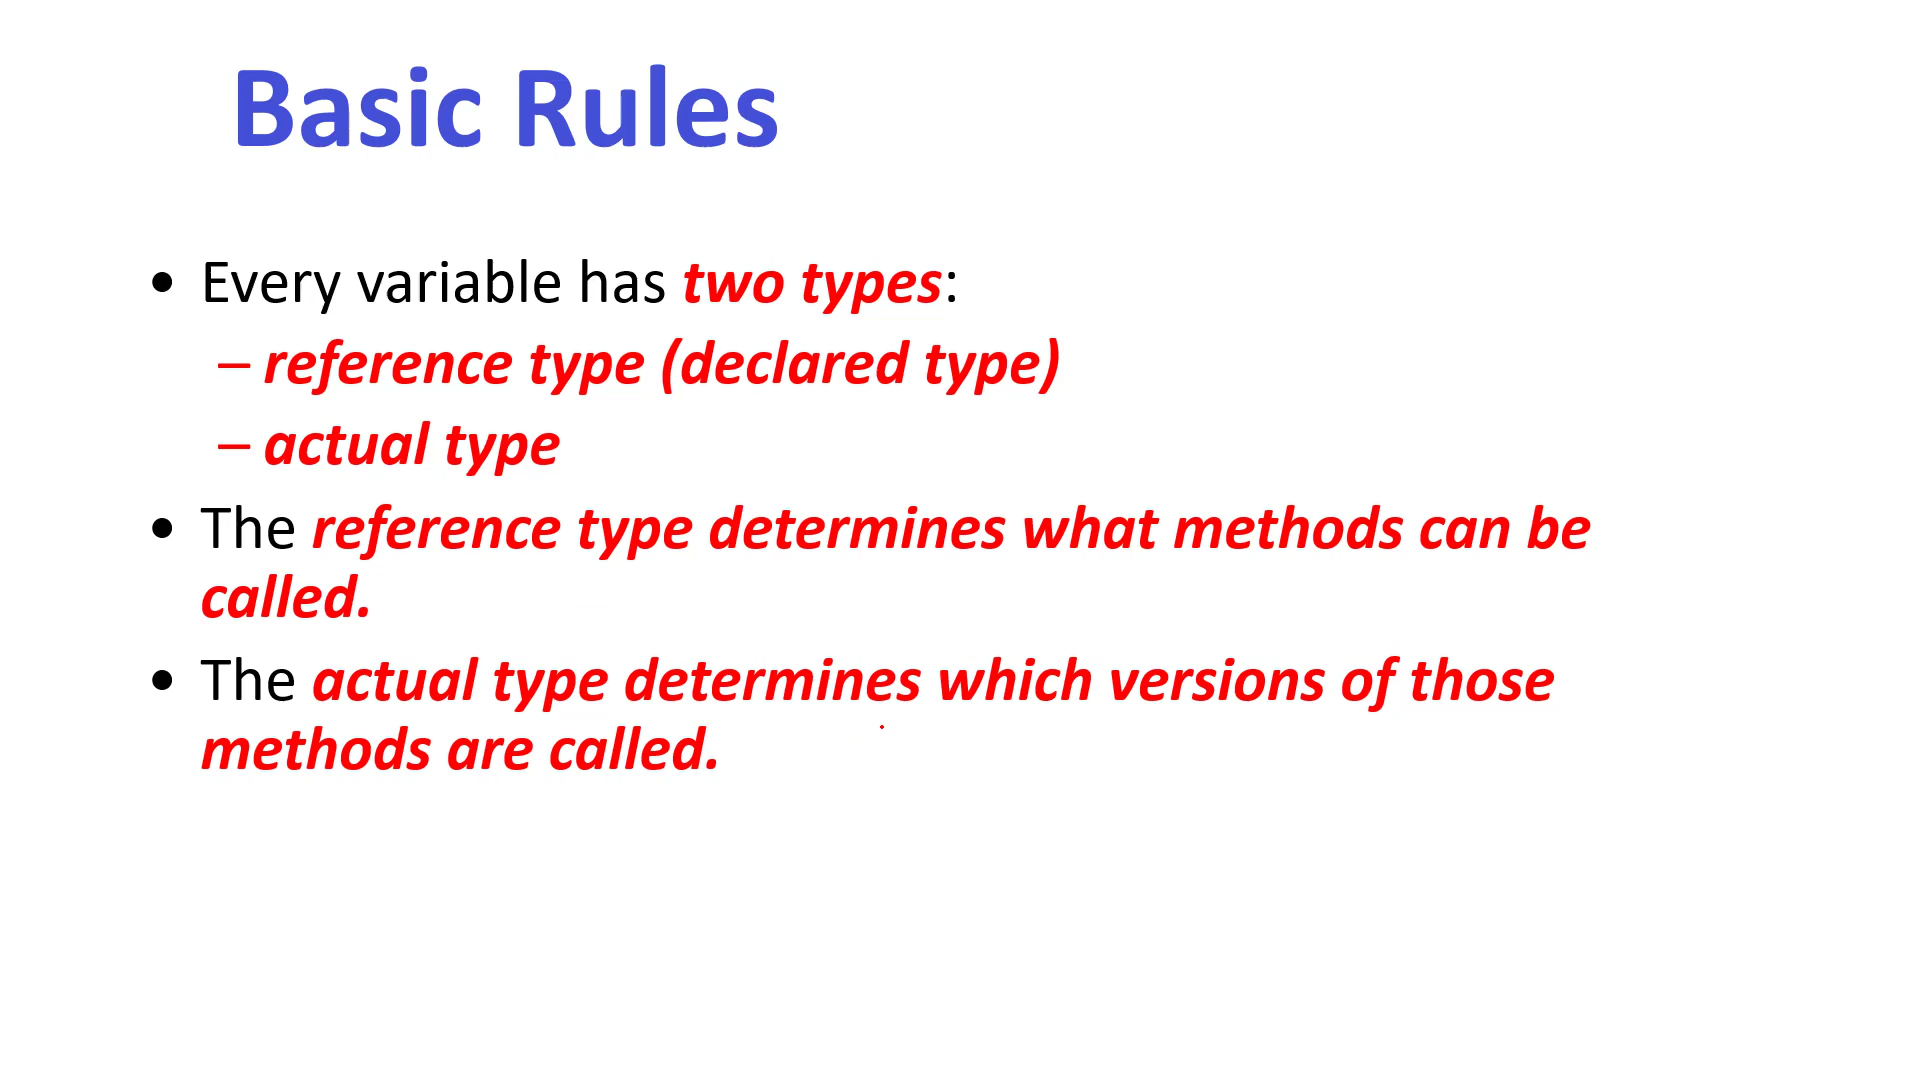 Basic Rules
• Every variable has two types:
– reference type (declared type)
– actual type
• The reference type determines what methods can be
called.
• The actual type determines which versions of those
methods are called.